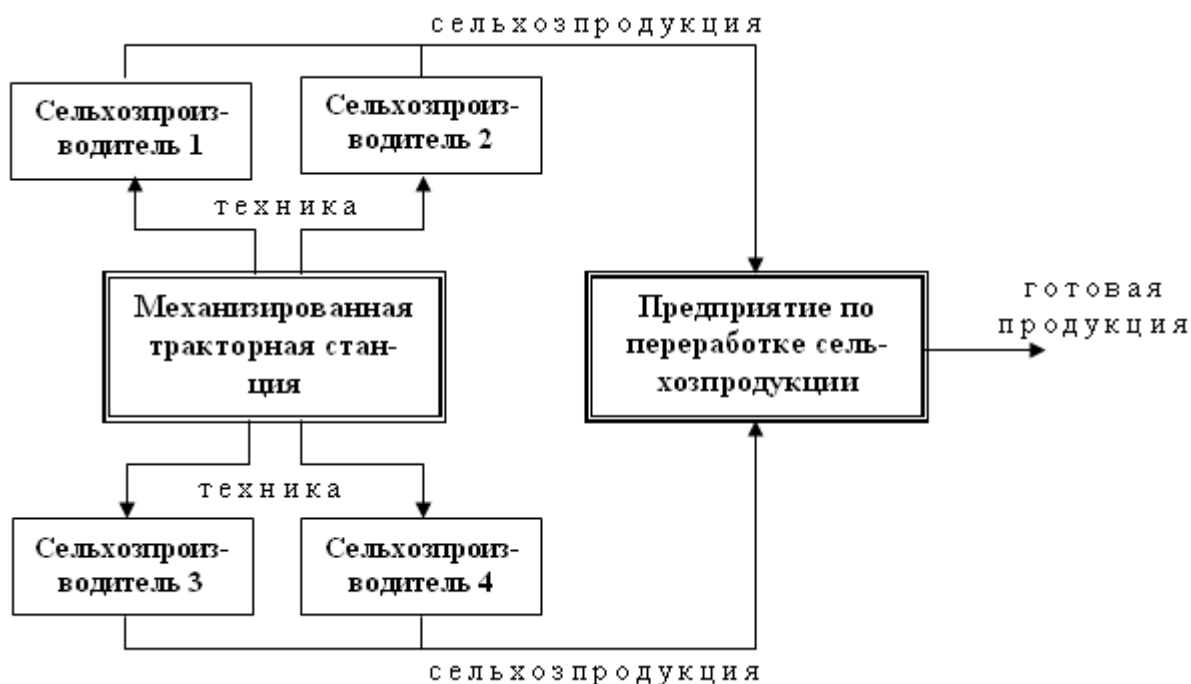 сельхозпродукция
Сельхозпроиз-
водитель 1
Сельхозпроиз-
водитель 2
техника
Механизированная
тракторная стан-
ция
Предприятие по
переработке сель-
хозпродукции
готовая
продукция
техника
Сельхозпроиз-
водитель 3
Сельхозпроиз-
водитель 4
сельхозпродукция